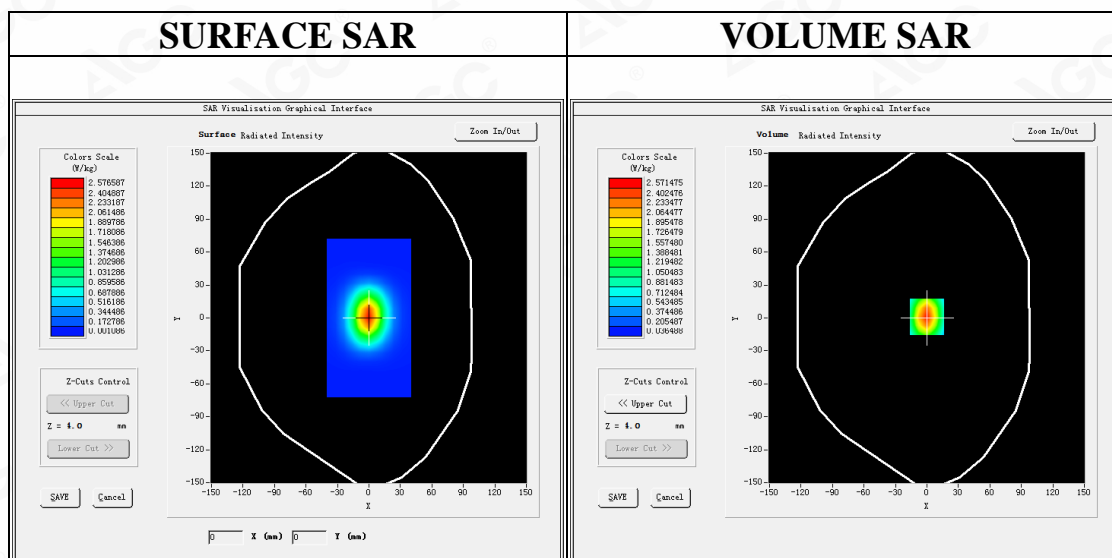 SURFACE SAR
VOLUME SAR
SAR Visualisation Graphical Interface
Surface Radiated Intensity
Zoom In/Out
Colors Scale
(W/kg)
2.576587
2.404887
2.233187
2.061486
1.889786
1.718086
1.546386
1.374686
1.202986
1.031286
0.859586
0.687886
0.516186
0.344486
0.172786
0.001086
150
120
90
60
30
0
-30
-60
-90
-120
-150
Y
-150 -120 -90 -60 -30 0 30 60 90 120 150
X
Z-Cuts Control
<< Upper Cut
Z = 4.0 mm
Lower Cut >>
SAVE Cancel
0 X (mm) 0 Y (mm)
SAR Visualisation Graphical Interface
Volume Radiated Intensity
Zoom In/Out
Colors Scale
(W/kg)
2.571475
2.402476
2.233477
2.064477
1.895478
1.726479
1.557480
1.388481
1.219482
1.050483
0.881483
0.712484
0.543485
0.374486
0.205487
0.036488
150
120
90
60
30
0
-30
-60
-90
-120
-150
Y
-150 -120 -90 -60 -30 0 30 60 90 120 150
X
Z-Cuts Control
<< Upper Cut
Z = 4.0 mm
Lower Cut >>
SAVE Cancel
AGC